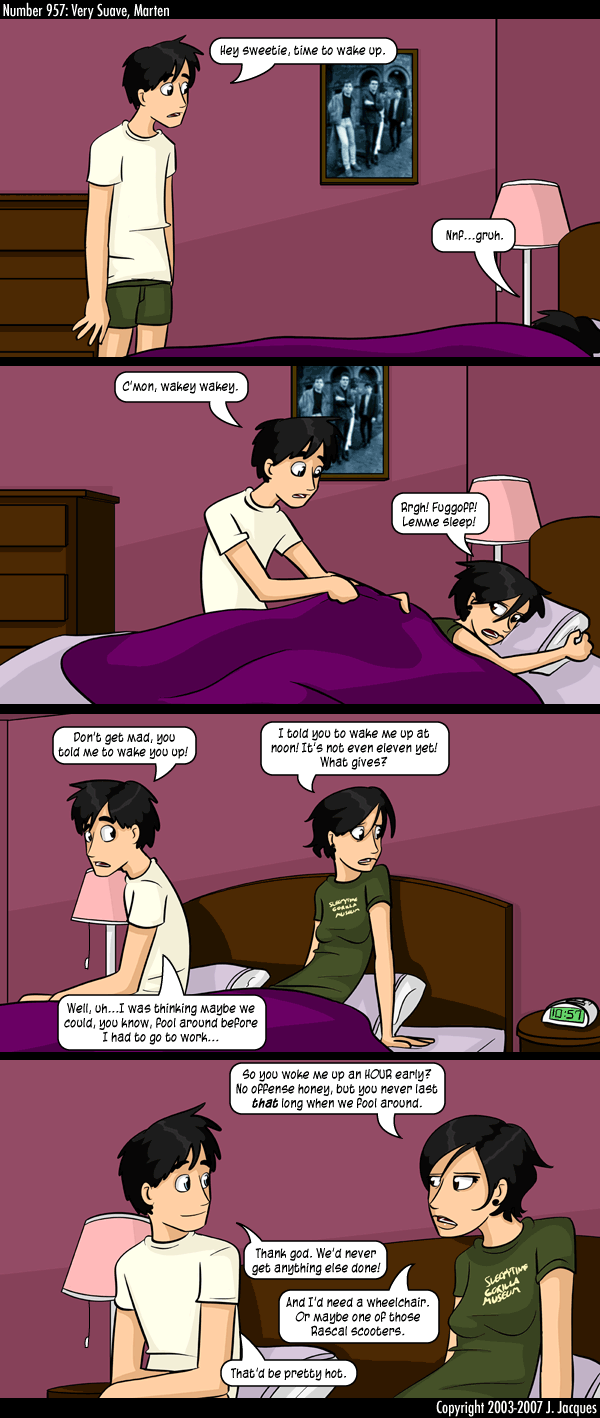 Number 957: Very Suave, Marten
Hey sweetie, time to wake up.
Nnf...gruh.
C'mon, wakey wakey.
Rrgh! Fuggoff!
Lemme sleep!
Don't get mad, you
told me to wake you up!
I told you to wake me up at
noon! It's not even eleven yet!
What gives?
SLEEPYTIME
GORILLA
MUSEUM
Well, uh...I was thinking maybe we
could, you know, fool around before
I had to go to work...
10:57
So you woke me up an HOUR early?
No offense honey, but you never last
that long when we fool around.
Thank god. We'd never
get anything else done!
And I'd need a wheelchair.
Or maybe one of those
Rascal scooters.
SLEEPYTIME
GORILLA
MUSEUM
That'd be pretty hot.
Copyright 2003-2007 J. Jacques